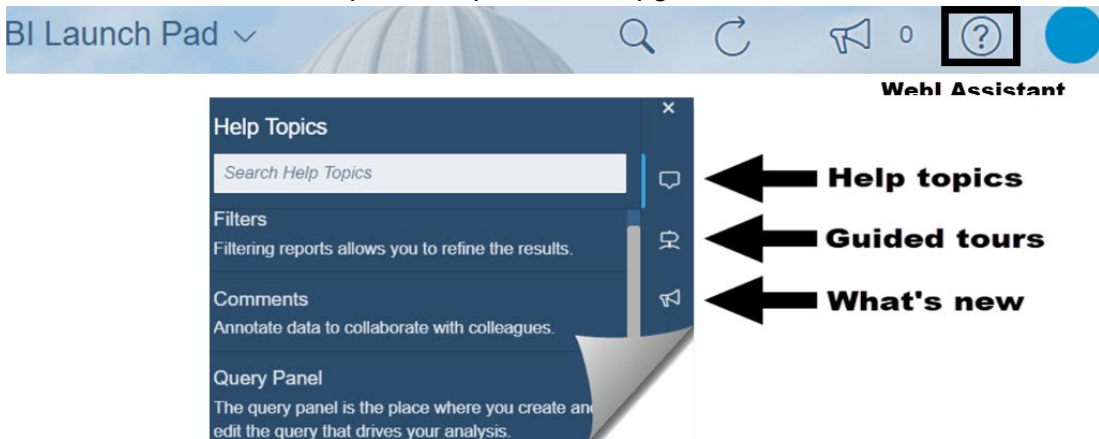 BI Launch Pad
0
?
WebI Assistant
Help Topics
×
Search Help Topics
Help topics
Filters
Filtering reports allows you to refine the results.
Guided tours
Comments
Annotate data to collaborate with colleagues.
What's new
Query Panel
The query panel is the place where you create and
edit the query that drives your analysis.